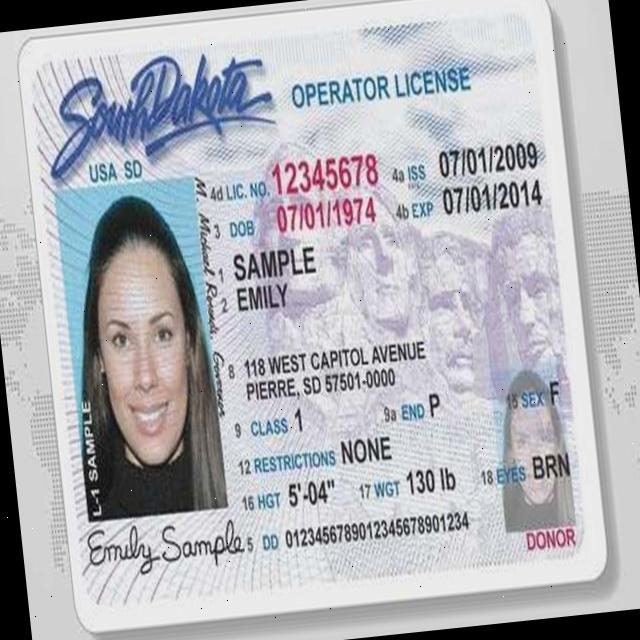 South Dakota
OPERATOR LICENSE
USA SD
4d LIC. NO. 12345678
4a ISS 07/01/2009
3 DOB 07/01/1974
4b EXP 07/01/2014
1 SAMPLE
2 EMILY
M. Michael Rounds Governor
8 118 WEST CAPITOL AVENUE
PIERRE, SD 57501-0000
9 CLASS 1
9a END P
15 SEX F
12 RESTRICTIONS NONE
16 HGT 5'-04"
17 WGT 130 lb
18 EYES BRN
L-1 SAMPLE
Emily Sample
5 DD 0123456789012345678901234
DONOR